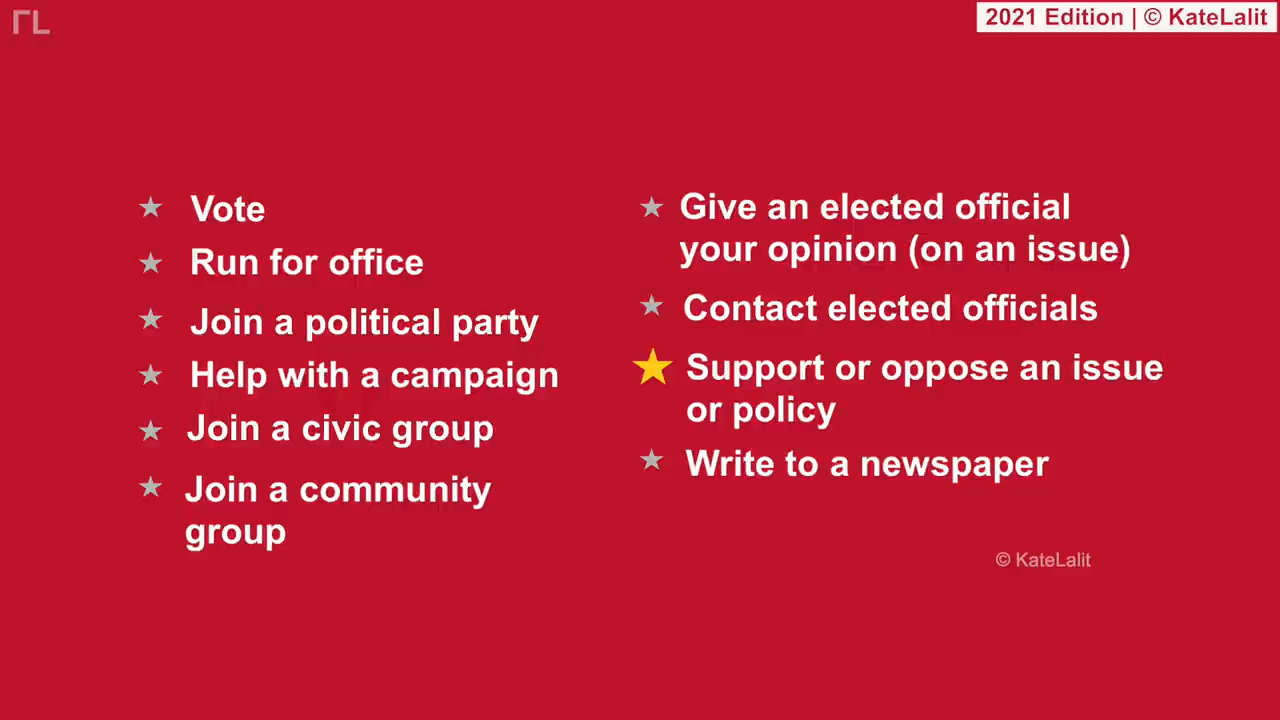 2021 Edition | © KateLalit
Vote
Run for office
Join a political party
Help with a campaign
Join a civic group
Join a community
group
Give an elected official
your opinion (on an issue)
Contact elected officials
Support or oppose an issue
or policy
Write to a newspaper
© KateLalit